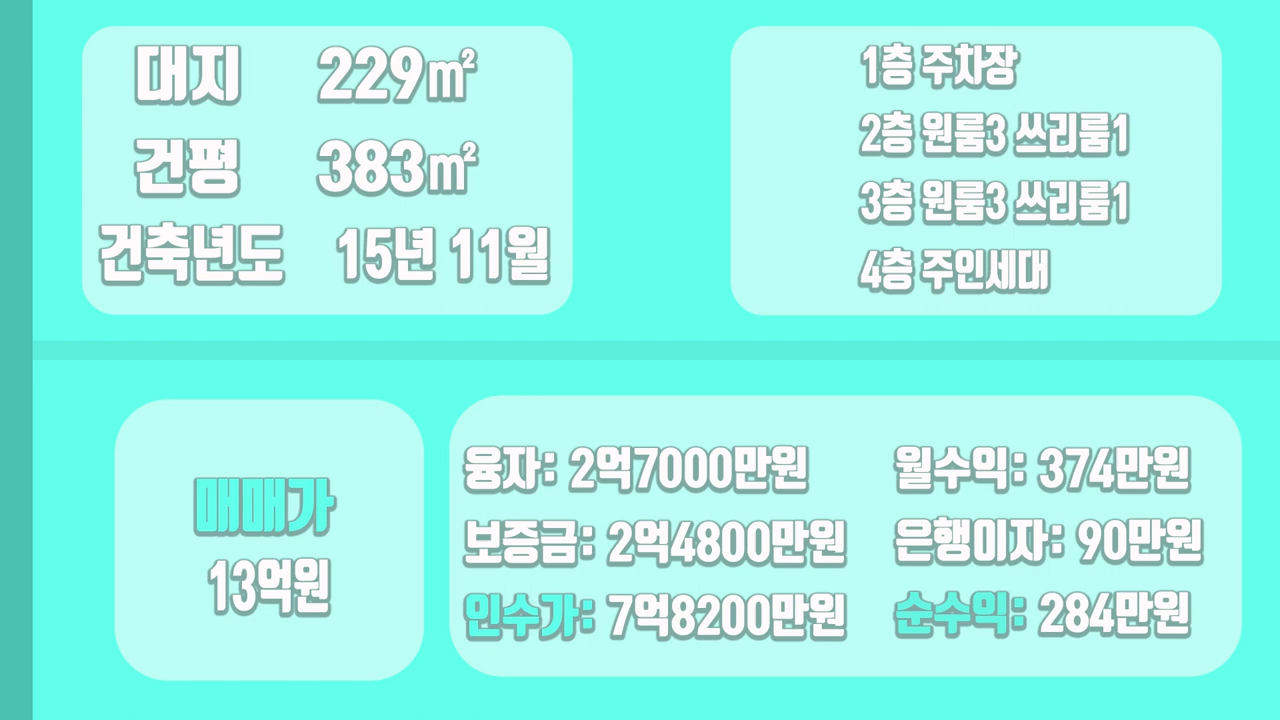 대지 229㎡
건평 383㎡
건축년도 15년 11월
1층 주차장
2층 원룸3 쓰리룸1
3층 원룸3 쓰리룸1
4층 주인세대
매매가
13억원
융자: 2억7000만원
보증금: 2억4800만원
인수가: 7억8200만원
월수익: 374만원
은행이자: 90만원
순수익: 284만원